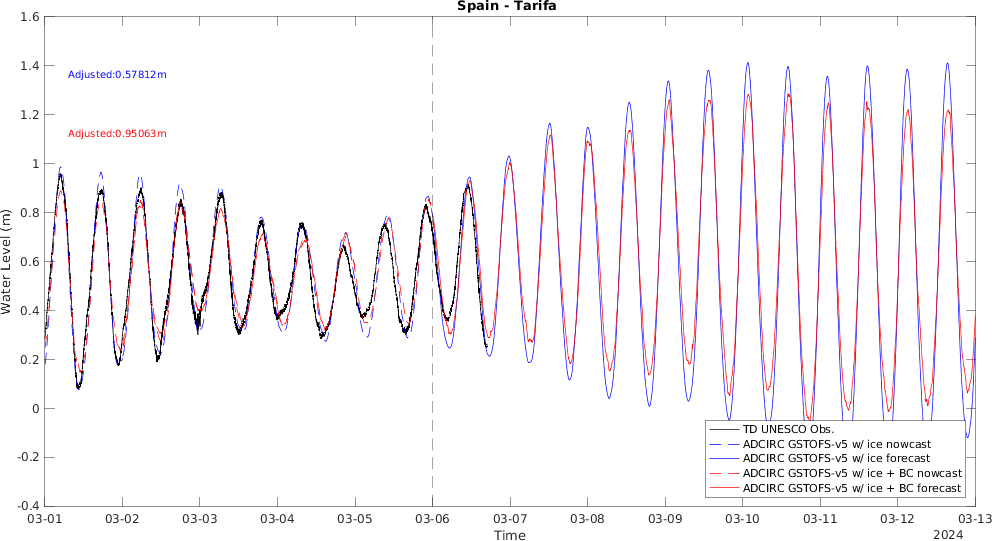 Spain - Tarifa
1.6
1.4
1.2
1
0.8
0.6
0.4
0.2
0
-0.2
-0.4
Water Level (m)
Adjusted:0.57812m
Adjusted:0.95063m
TD UNESCO Obs.
ADCIRC GSTOFS-v5 w/ ice nowcast
ADCIRC GSTOFS-v5 w/ ice forecast
ADCIRC GSTOFS-v5 w/ ice + BC nowcast
ADCIRC GSTOFS-v5 w/ ice + BC forecast
03-01 03-02 03-03 03-04 03-05 03-06 03-07 03-08 03-09 03-10 03-11 03-12 03-13
Time
2024